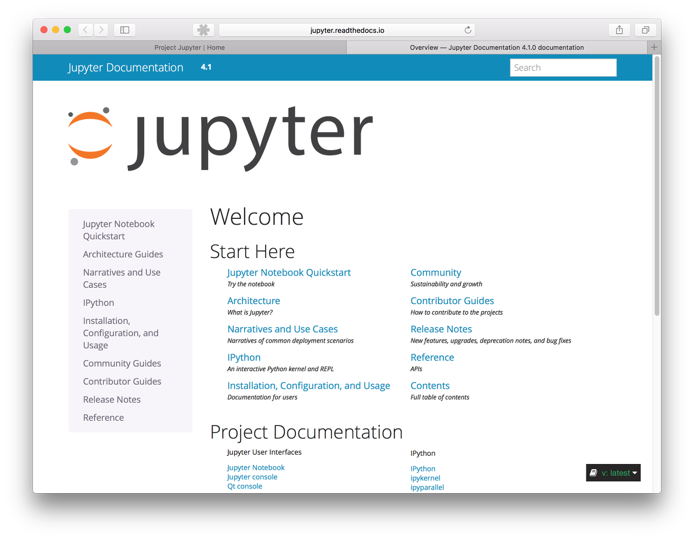 jupyter.readthedocs.io
Project Jupyter | Home
Overview — Jupyter Documentation 4.1.0 documentation
Jupyter Documentation 4.1
Search
jupyter
Jupyter Notebook
Quickstart
Architecture Guides
Narratives and Use
Cases
IPython
Installation,
Configuration, and
Usage
Community Guides
Contributor Guides
Release Notes
Reference
Welcome
Start Here
Jupyter Notebook Quickstart
Try the notebook
Architecture
What is Jupyter?
Narratives and Use Cases
Narratives of common deployment scenarios
IPython
An interactive Python kernel and REPL
Installation, Configuration, and Usage
Documentation for users
Community
Sustainability and growth
Contributor Guides
How to contribute to the projects
Release Notes
New features, upgrades, deprecation notes, and bug fixes
Reference
APIs
Contents
Full table of contents
Project Documentation
Jupyter User Interfaces
Jupyter Notebook
Jupyter console
Qt console
IPython
IPython
ipykernel
ipyparallel
v: latest